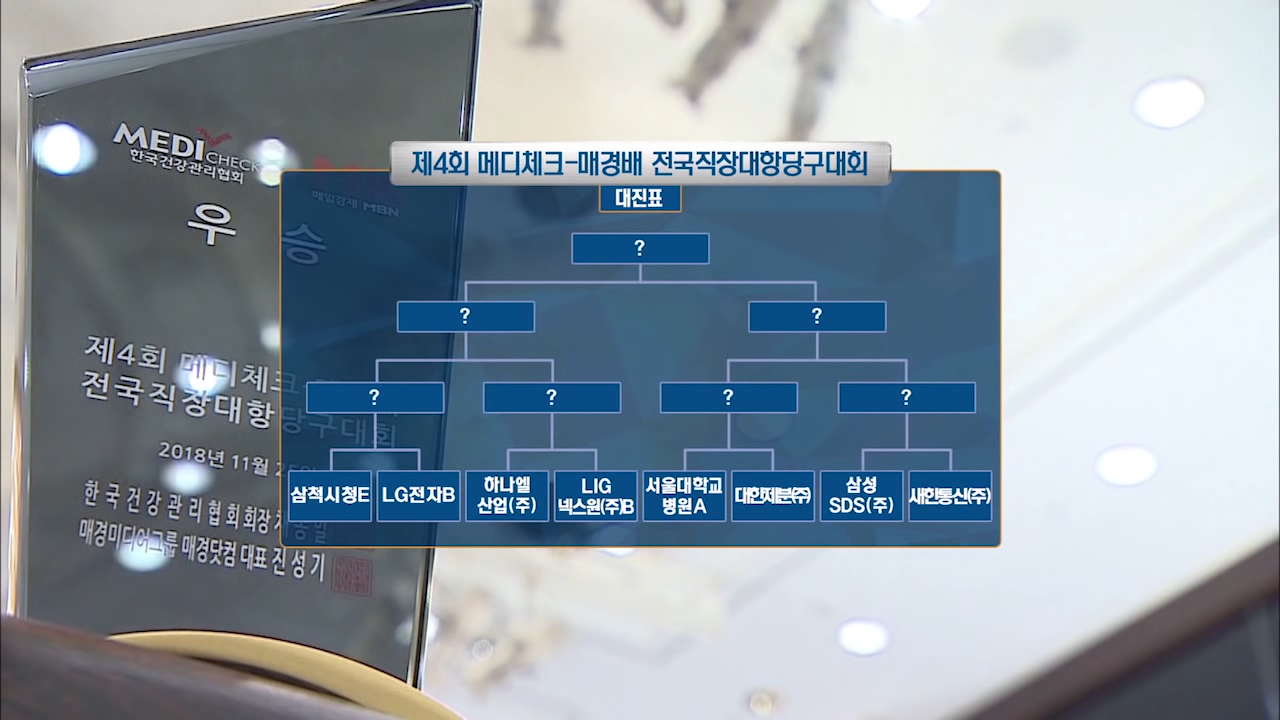 MEDI CHECK
한국건강관리협회
매일경제 MBN
우 승
제4회 메디체크-
전국직장대항당구대회
2018년 11월
한국건강관리협회회장
매경미디어그룹 매경닷컴 대표 진성기
제4회 메디체크-매경배 전국직장대항당구대회
대진표
?
? ?
? ? ? ?
삼척시청E
LG전자B
하나엘
산업(주)
LIG
넥스원(주)B
서울대학교
병원A
대한제분(주)
삼성
SDS(주)
새한통신(주)